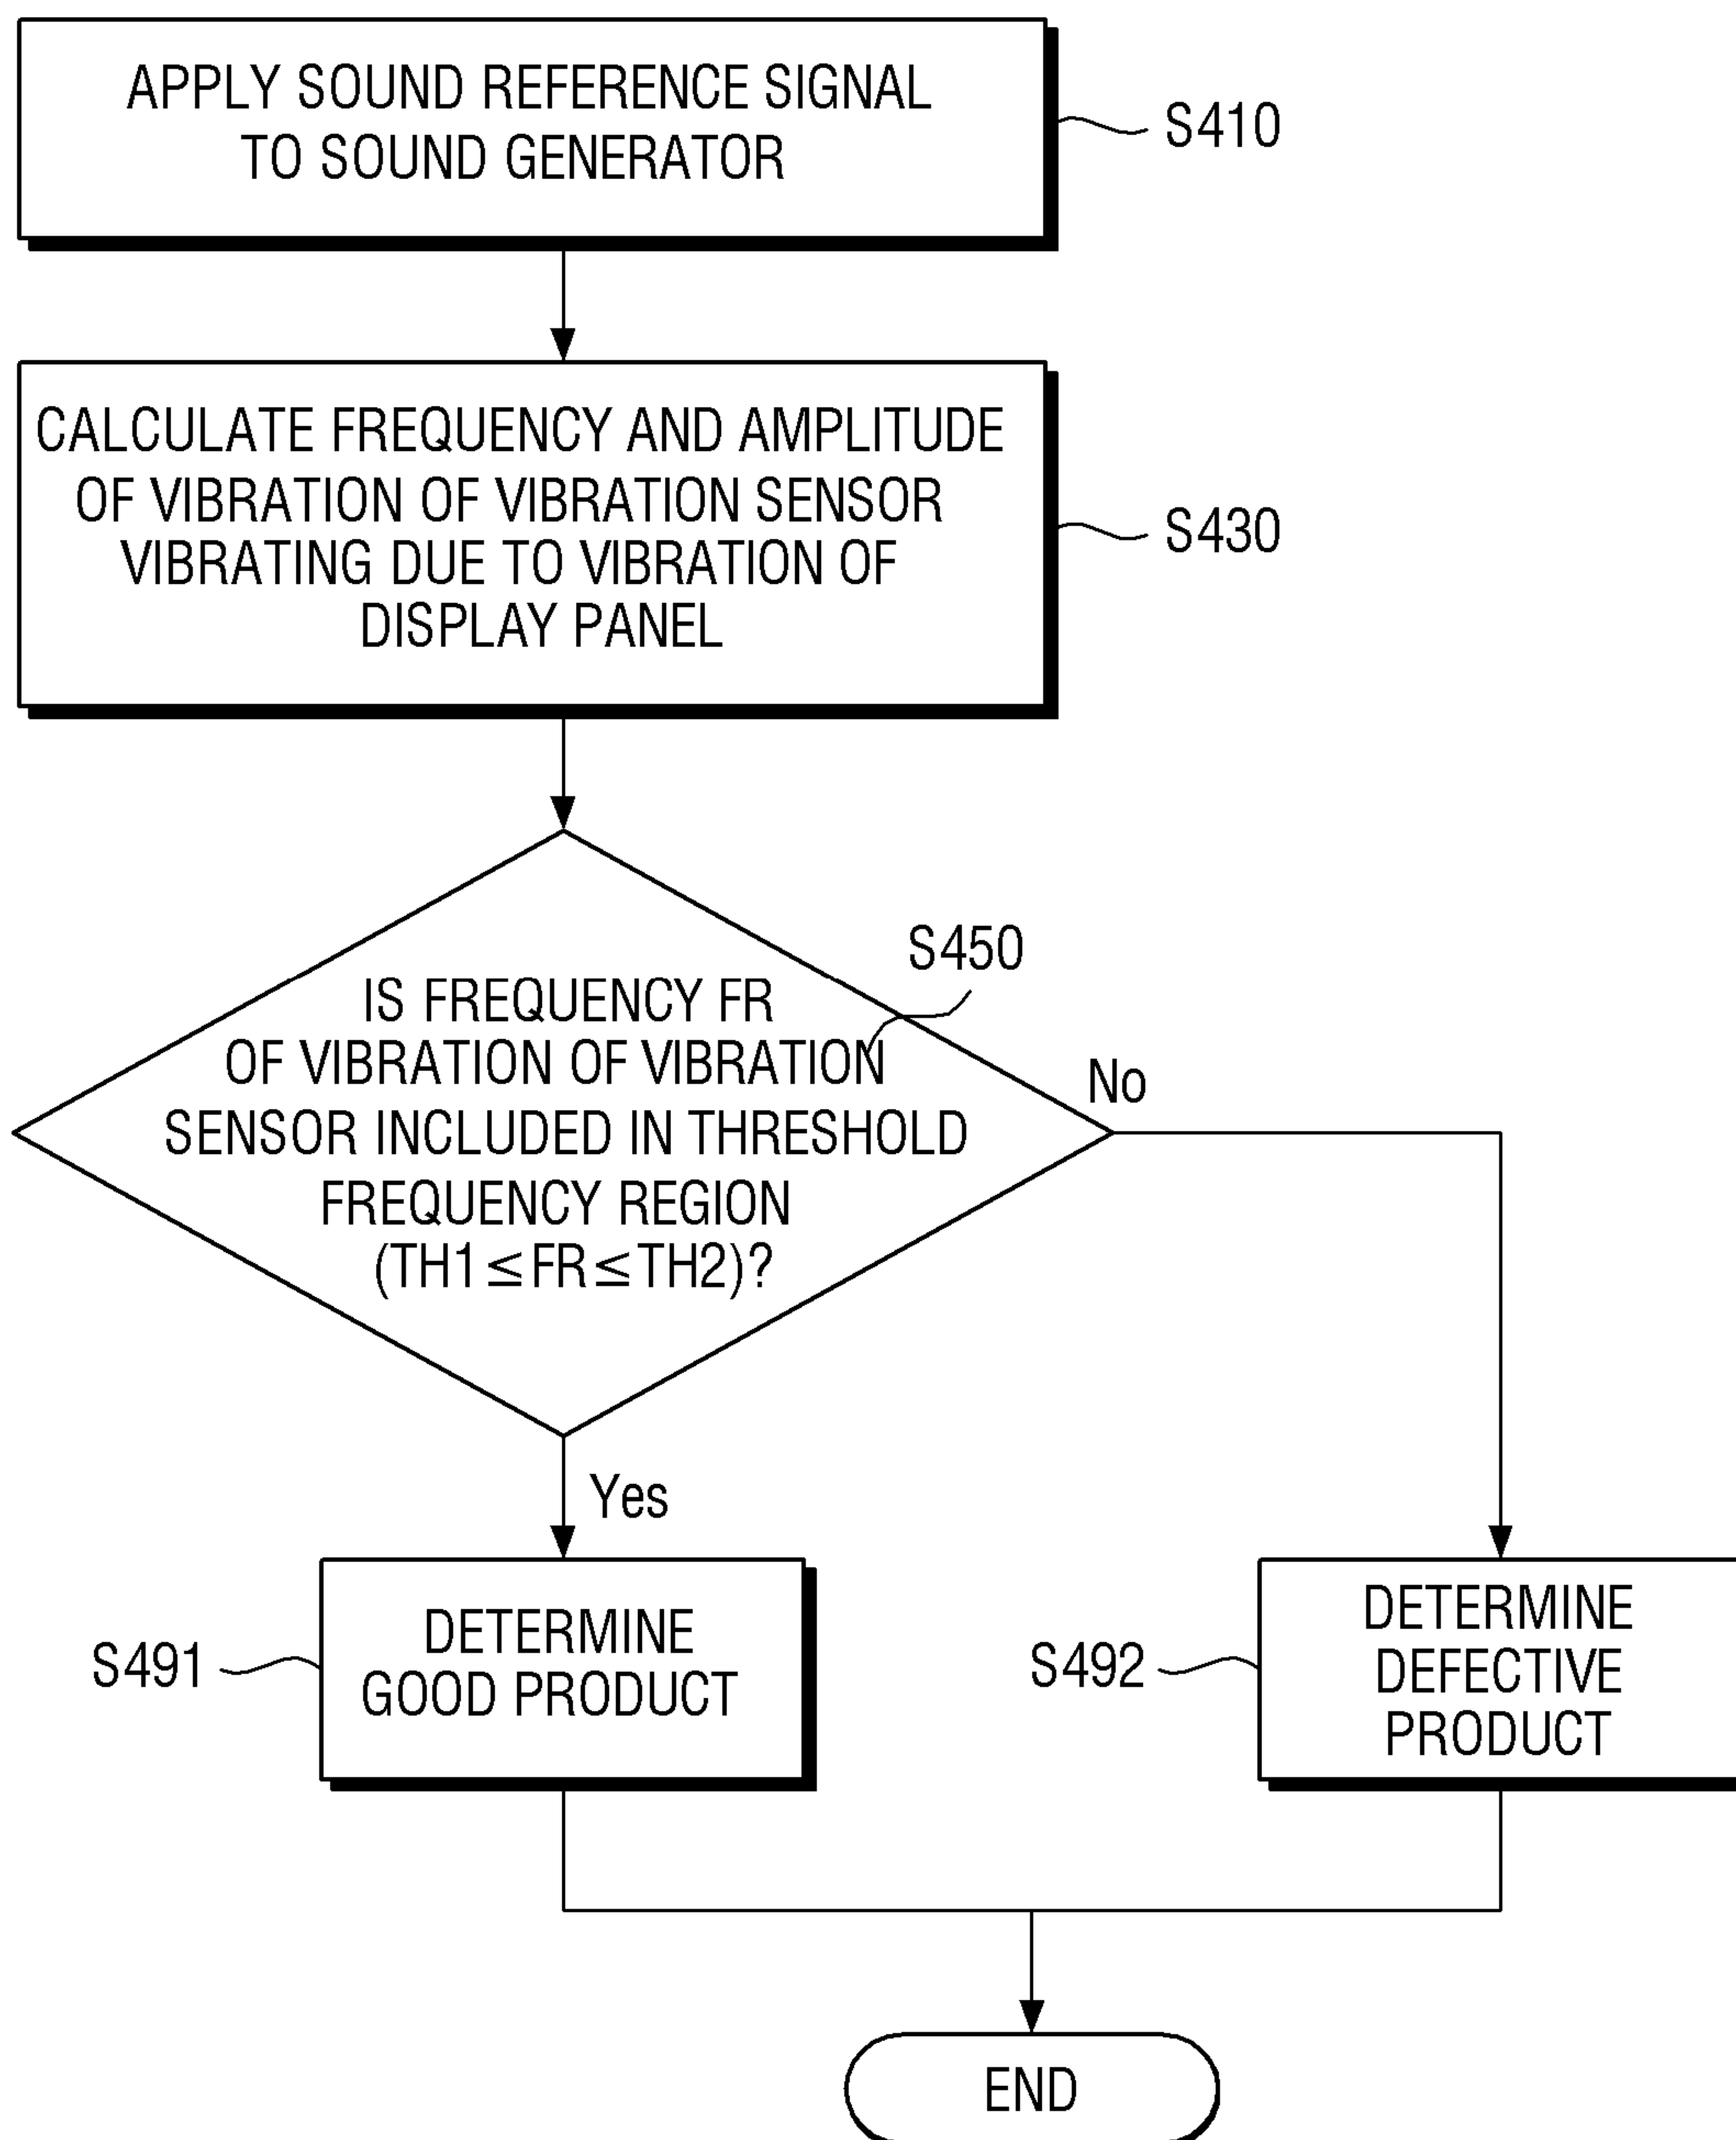 APPLY SOUND REFERENCE SIGNAL
TO SOUND GENERATOR
S410
CALCULATE FREQUENCY AND AMPLITUDE
OF VIBRATION OF VIBRATION SENSOR
VIBRATING DUE TO VIBRATION OF
DISPLAY PANEL
S430
S450
IS FREQUENCY FR
OF VIBRATION OF VIBRATION
SENSOR INCLUDED IN THRESHOLD
FREQUENCY REGION
(TH1≤FR≤TH2)?
No
Yes
S491
DETERMINE
GOOD PRODUCT
S492
DETERMINE
DEFECTIVE
PRODUCT
END